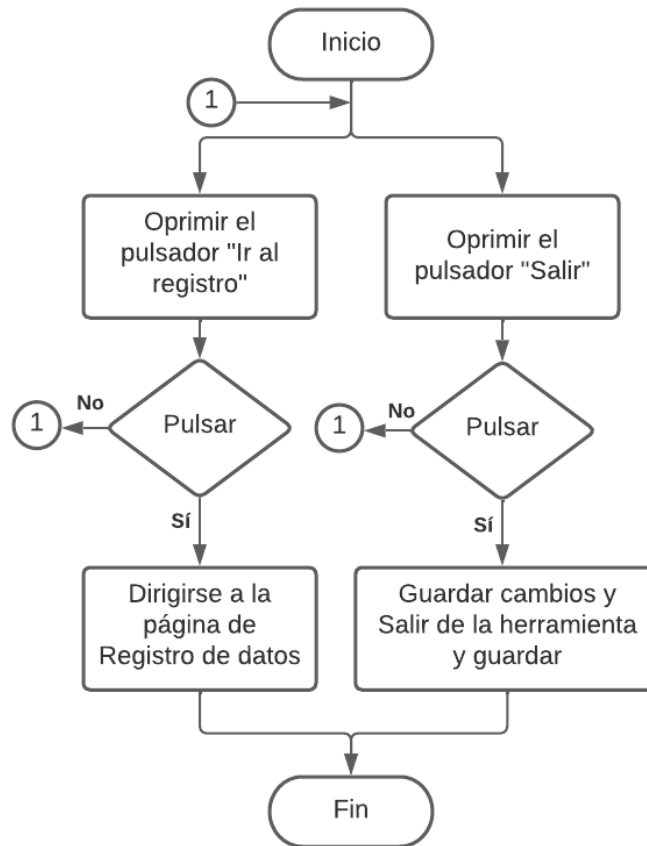 Inicio
1
Oprimir el
pulsador "Ir al
registro"
Oprimir el
pulsador "Salir"
No
1
Pulsar
No
1
Pulsar
Sí
Sí
Dirigirse a la
página de
Registro de datos
Guardar cambios y
Salir de la herramienta
y guardar
Fin